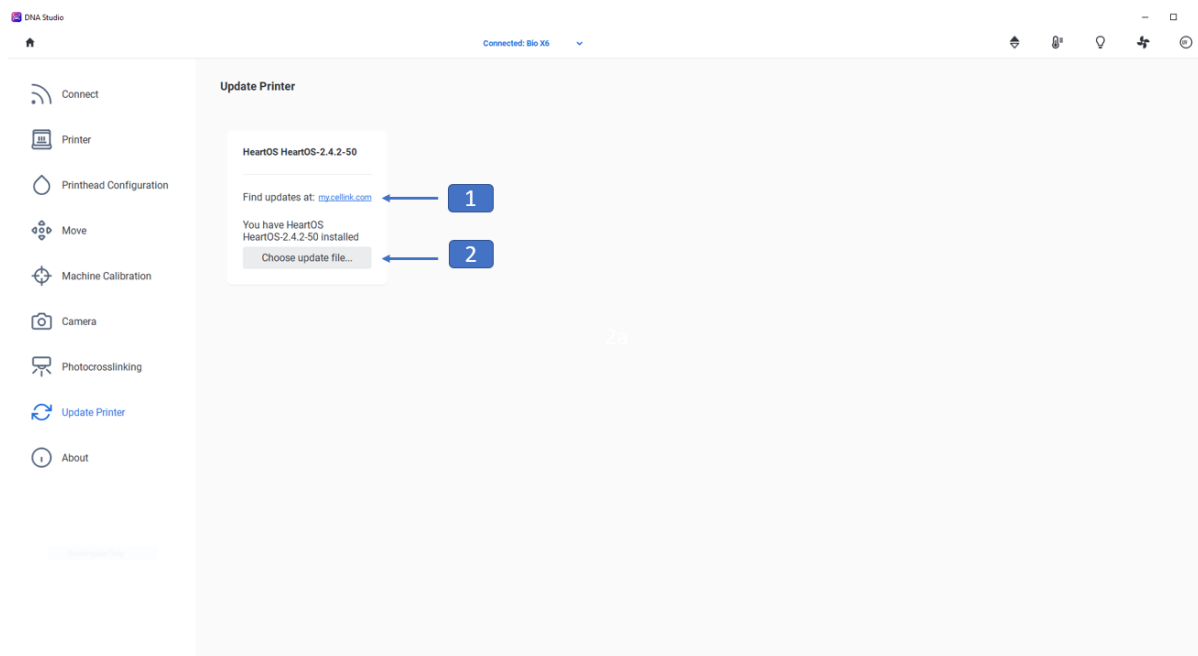 DNA Studio
Connected: Bio X6
Connect
Printer
Printhead Configuration
Move
Machine Calibration
Camera
Photocrosslinking
Update Printer
About
Update Printer
HeartOS HeartOS-2.4.2-50
Find updates at: my.cellink.com
1
You have HeartOS
HeartOS-2.4.2-50 installed
Choose update file...
2
2a